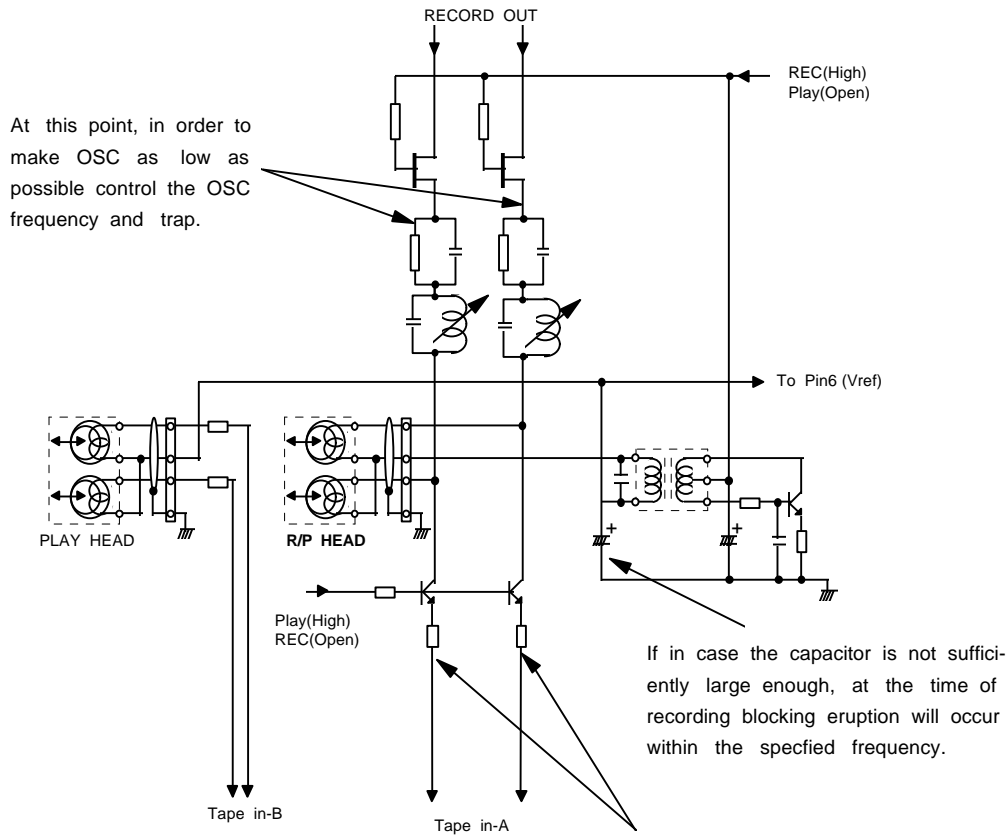 RECORD OUT
REC(High)
Play(Open)
At this point, in order to
make OSC as low as
possible control the OSC
frequency and trap.
To Pin6 (Vref)
PLAY HEAD
R/P HEAD
+
+
Play(High)
REC(Open)
If in case the capacitor is not suffici-
ently large enough, at the time of
recording blocking eruption will occur
within the specfied frequency.
Tape in-B
Tape in-A